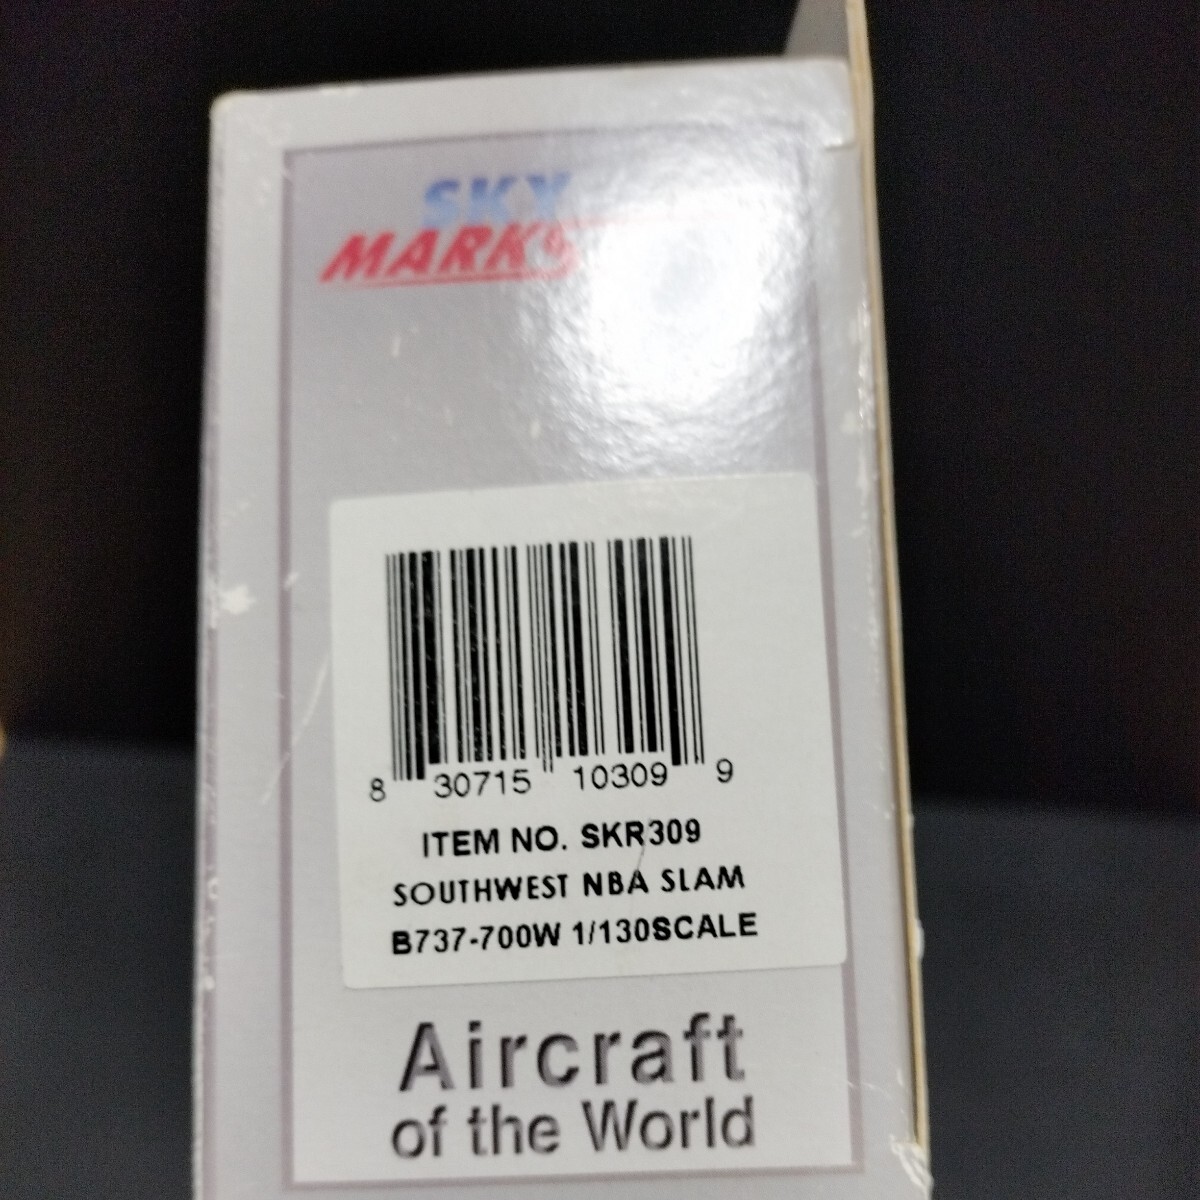 SKY
MARKS
8 30715 10309 9
ITEM NO. SKR309
SOUTHWEST NBA SLAM
B737-700W 1/130SCALE
Aircraft
of the World